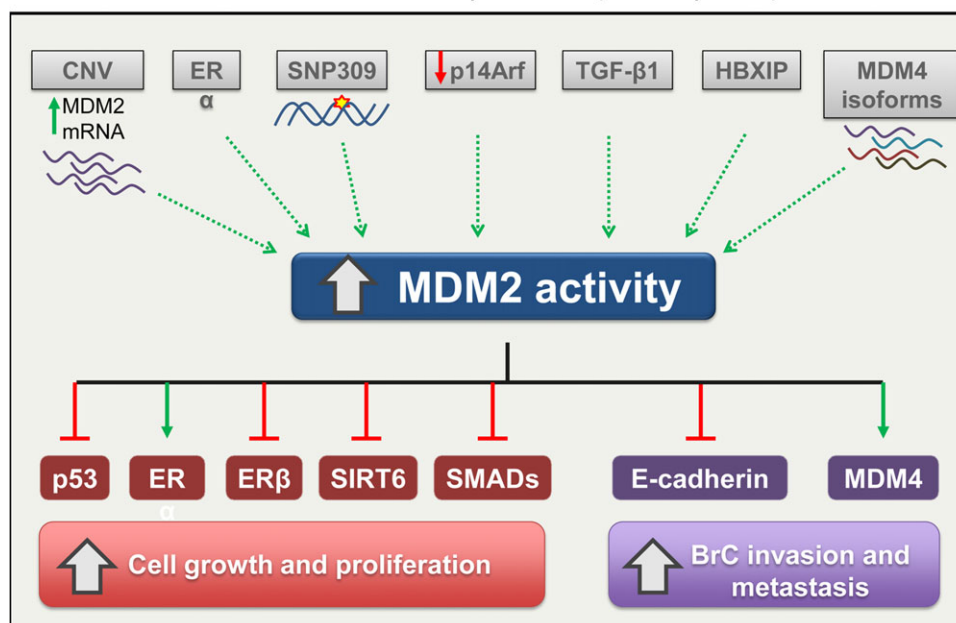 CNV
ER
α
SNP309
p14Arf
TGF-β1
HBXIP
MDM4
isoforms
MDM2
mRNA
MDM2 activity
p53
ER
α
ERβ
SIRT6
SMADs
E-cadherin
MDM4
Cell growth and proliferation
BrC invasion and
metastasis